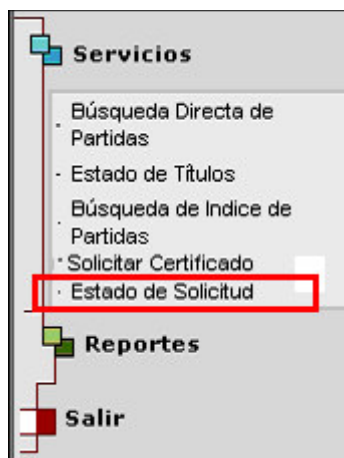 Servicios
Búsqueda Directa de
Partidas
- Estado de Títulos
Búsqueda de Indice de
Partidas
Solicitar Certificado
Estado de Solicitud
Reportes
Salir